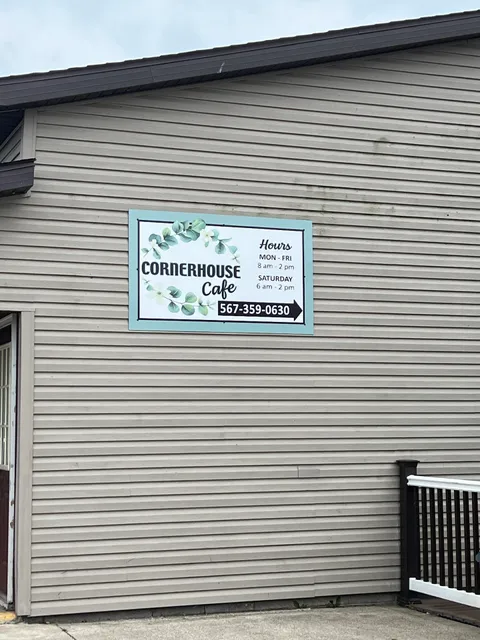 CORNERHOUSE
Cafe
Hours
MON - FRI
8 am - 2 pm
SATURDAY
6 am - 2 pm
567-359-0630